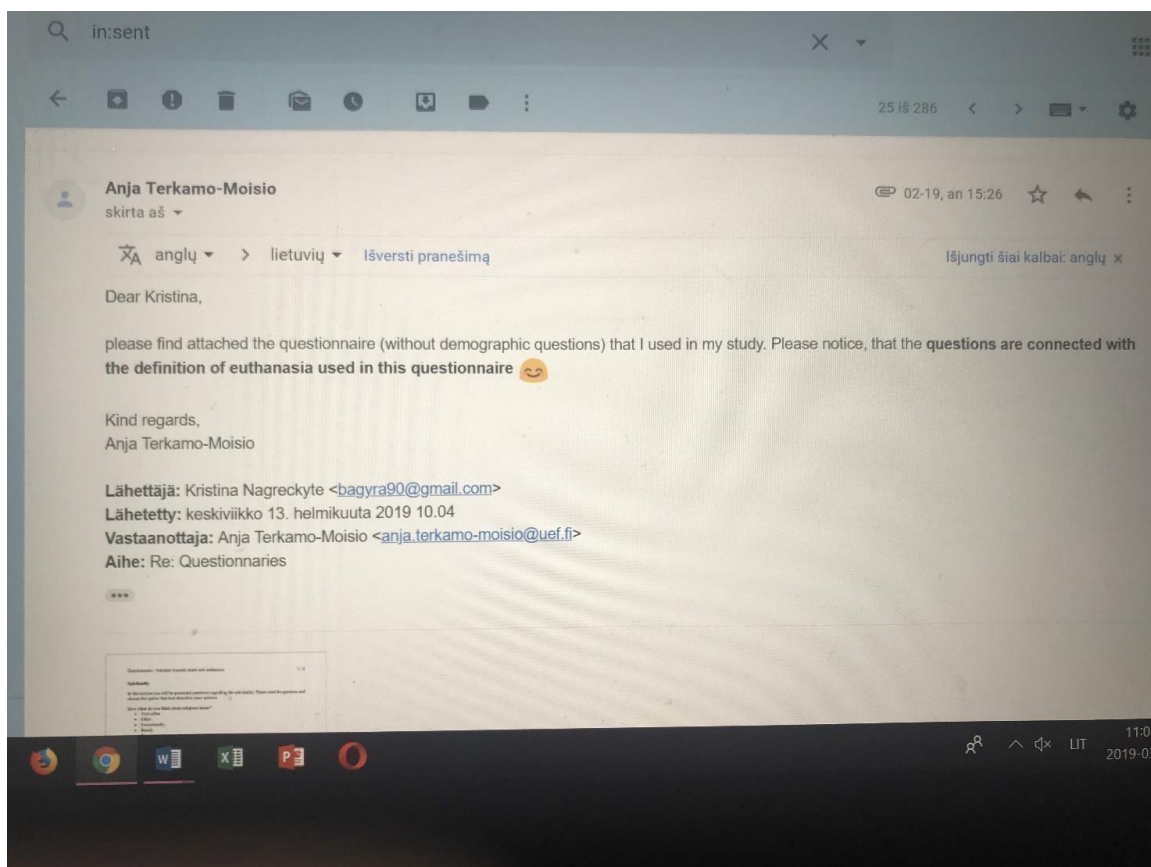 in:sent
25 iš 286
Anja Terkamo-Moisio
02-19, an 15:26
skirta aš
anglų > lietuvių Išversti pranešimą
Išjungti šiai kalbai: anglų ×
Dear Kristina,
please find attached the questionnaire (without demographic questions) that I used in my study. Please notice, that the questions are connected with
the definition of euthanasia used in this questionnaire
Kind regards,
Anja Terkamo-Moisio
Lähettäjä: Kristina Nagreckyte <bagyra90@gmail.com>
Lähetetty: keskiviikko 13. helmikuuta 2019 10.04
Vastaanottaja: Anja Terkamo-Moisio <anja.terkamo-moisio@uef.fi>
Aihe: Re: Questionnaries
Spirituality
LIT
11:0
2019-03